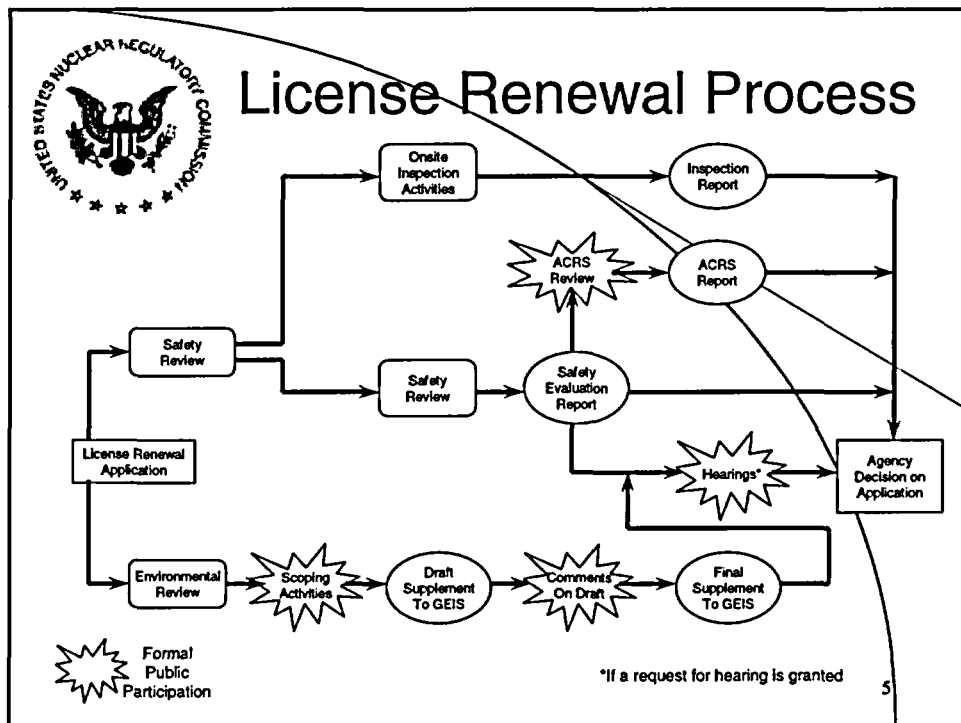 UNITED STATES NUCLEAR REGULATORY COMMISSION
License Renewal Process
Onsite
Inspection
Activities
Inspection
Report
ACRS
Review
ACRS
Report
Safety
Review
Safety
Review
Safety
Evaluation
Report
License Renewal
Application
Hearings*
Agency
Decision on
Application
Environmental
Review
Scoping
Activities
Draft
Supplement
To GEIS
Comments
On Draft
Final
Supplement
To GEIS
Formal
Public
Participation
*If a request for hearing is granted
5